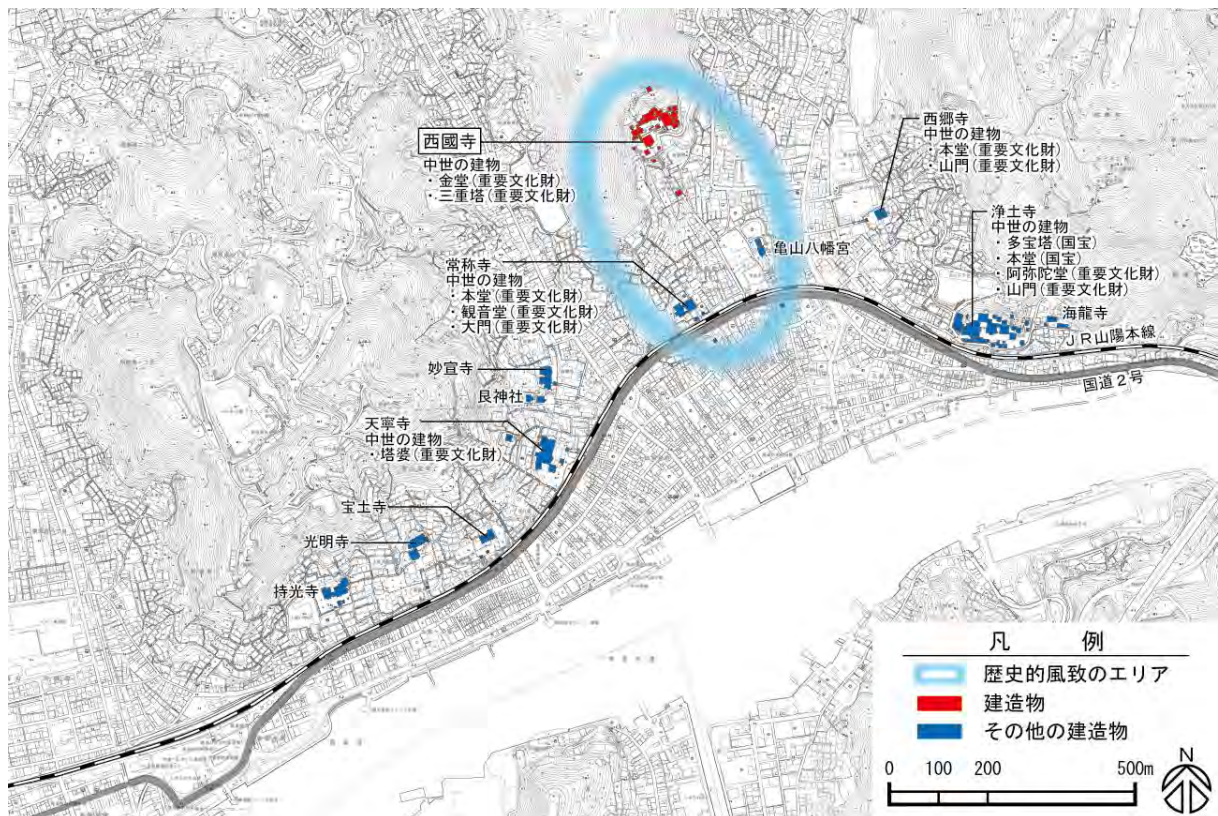 西國寺
中世の建物
・金堂(重要文化財)
・三重塔(重要文化財)
西郷寺
中世の建物
・本堂(重要文化財)
・山門(重要文化財)
浄土寺
中世の建物
・多宝塔(国宝)
・本堂(国宝)
・阿弥陀堂(重要文化財)
・山門(重要文化財)
亀山八幡宮
常称寺
中世の建物
・本堂(重要文化財)
・観音堂(重要文化財)
・大門(重要文化財)
海龍寺
JR山陽本線
国道2号
妙宣寺
艮神社
天寧寺
中世の建物
・塔婆(重要文化財)
宝土寺
光明寺
持光寺
凡 例
歴史的風致のエリア
建造物
その他の建造物
0 100 200 500m
N